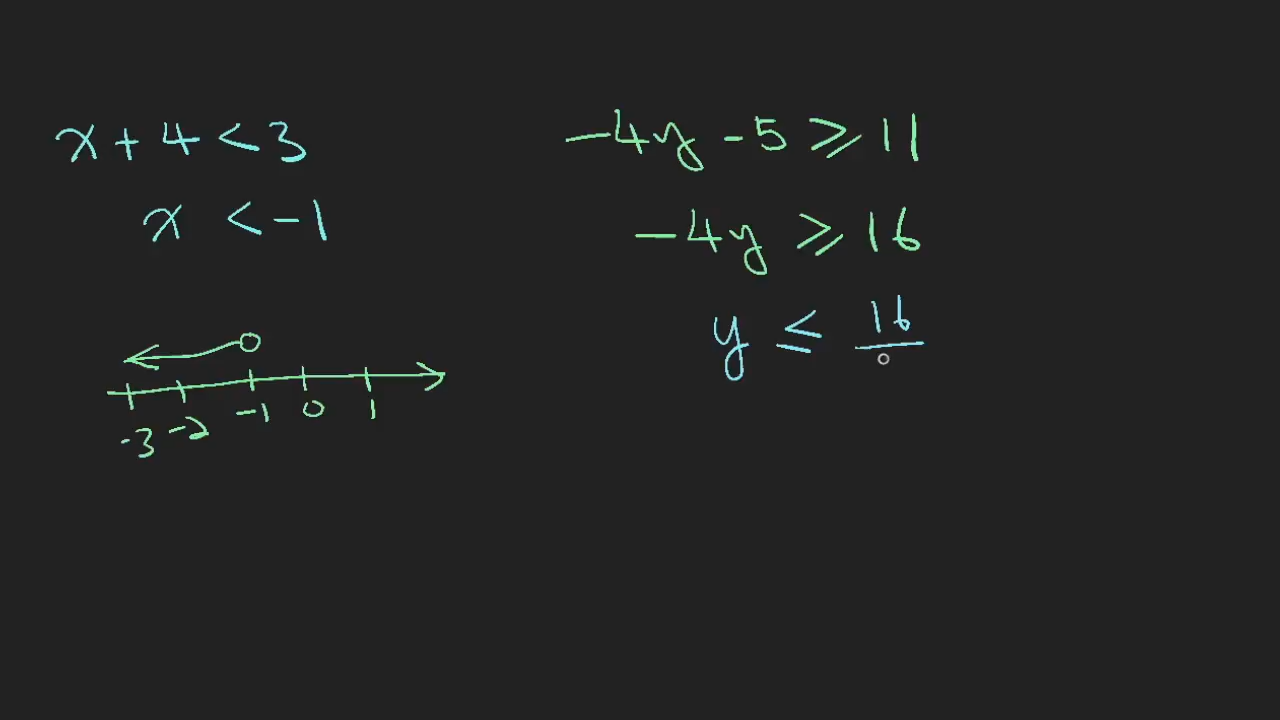 x + 4 < 3
x < -1
-3 -2 -1 0 1
-4y - 5 ≥ 11
-4y ≥ 16
y ≤ 16/